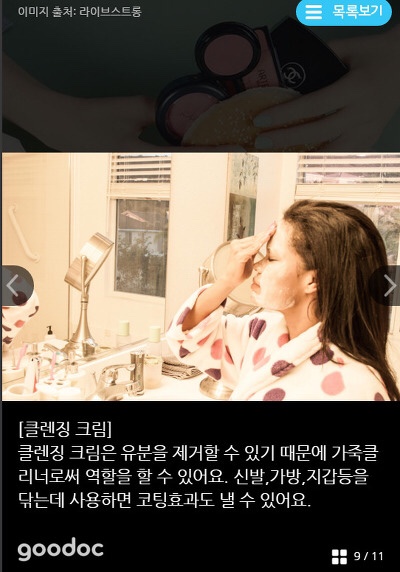 이미지 출처: 라이브스트롱
목록보기
[클렌징 크림]
클렌징 크림은 유분을 제거할 수 있기 때문에 가죽클
리너로써 역할을 할 수 있어요. 신발,가방,지갑등을
닦는데 사용하면 코팅효과도 낼 수 있어요.
goodoc
9 / 11